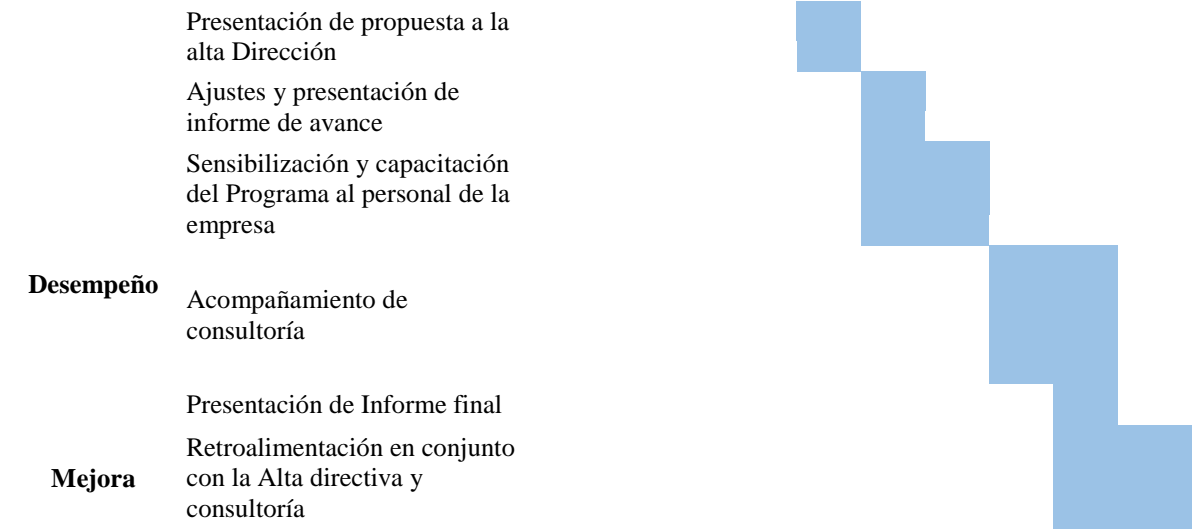 Presentación de propuesta a la
alta Dirección
Ajustes y presentación de
informe de avance
Sensibilización y capacitación
del Programa al personal de la
empresa
Desempeño
Acompañamiento de
consultoría
Presentación de Informe final
Mejora
Retroalimentación en conjunto
con la Alta directiva y
consultoría